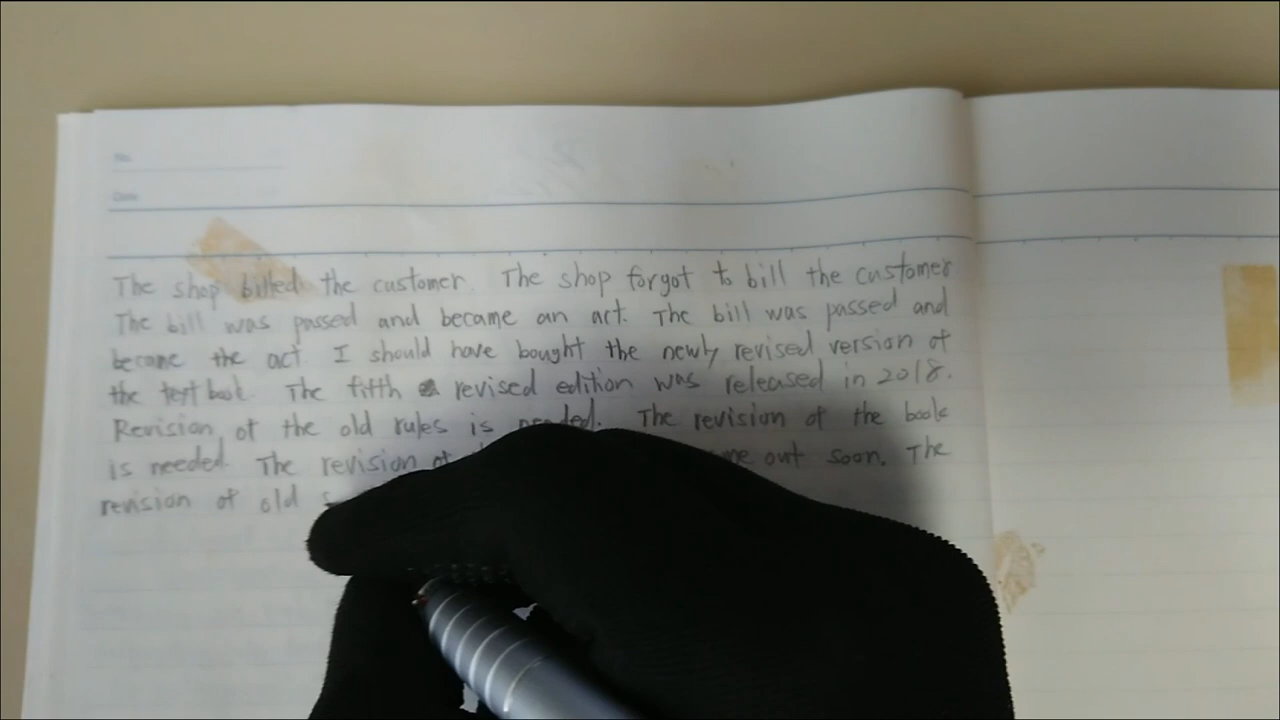 No.
Date
The shop billed the customer. The shop forgot to bill the customer
The bill was passed and became an act. The bill was passed and
became the act I should have bought the newly revised version of
the text book. The fifth revised edition was released in 2018.
Revision of the old rules is needed. The revision of the book
is needed. The revision of out soon. The
revision of old